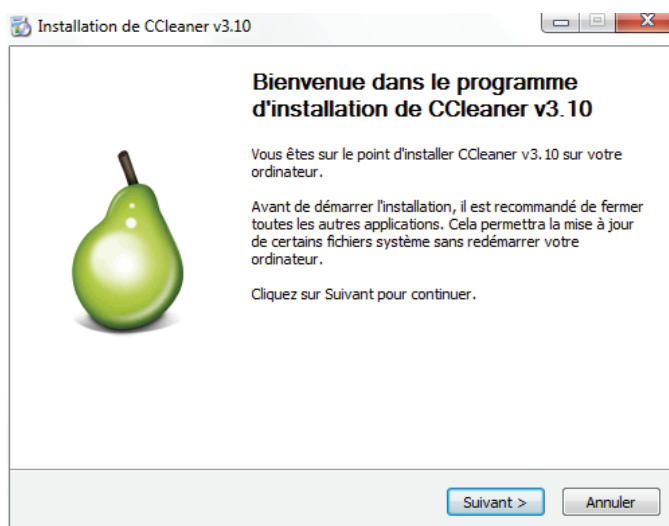 Installation de CCleaner v3.10
Bienvenue dans le programme
d'installation de CCleaner v3.10
Vous êtes sur le point d'installer CCleaner v3.10 sur votre
ordinateur.
Avant de démarrer l'installation, il est recommandé de fermer
toutes les autres applications. Cela permettra la mise à jour
de certains fichiers système sans redémarrer votre
ordinateur.
Cliquez sur Suivant pour continuer.
Suivant >
Annuler